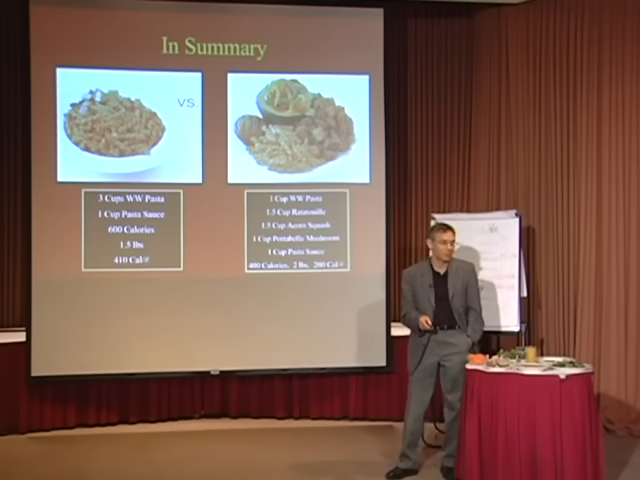 In Summary
VS.
3 Cups WW Pasta
1 Cup Pasta Sauce
600 Calories
1.5 lbs
410 Cal/#
1 Cup WW Pasta
1.5 Cup Ratatouille
1.5 Cup Acorn Squash
1 Cup Portabella Mushroom
1 Cup Pasta Sauce
400 Calories, 2 lbs, 200 Cal/#